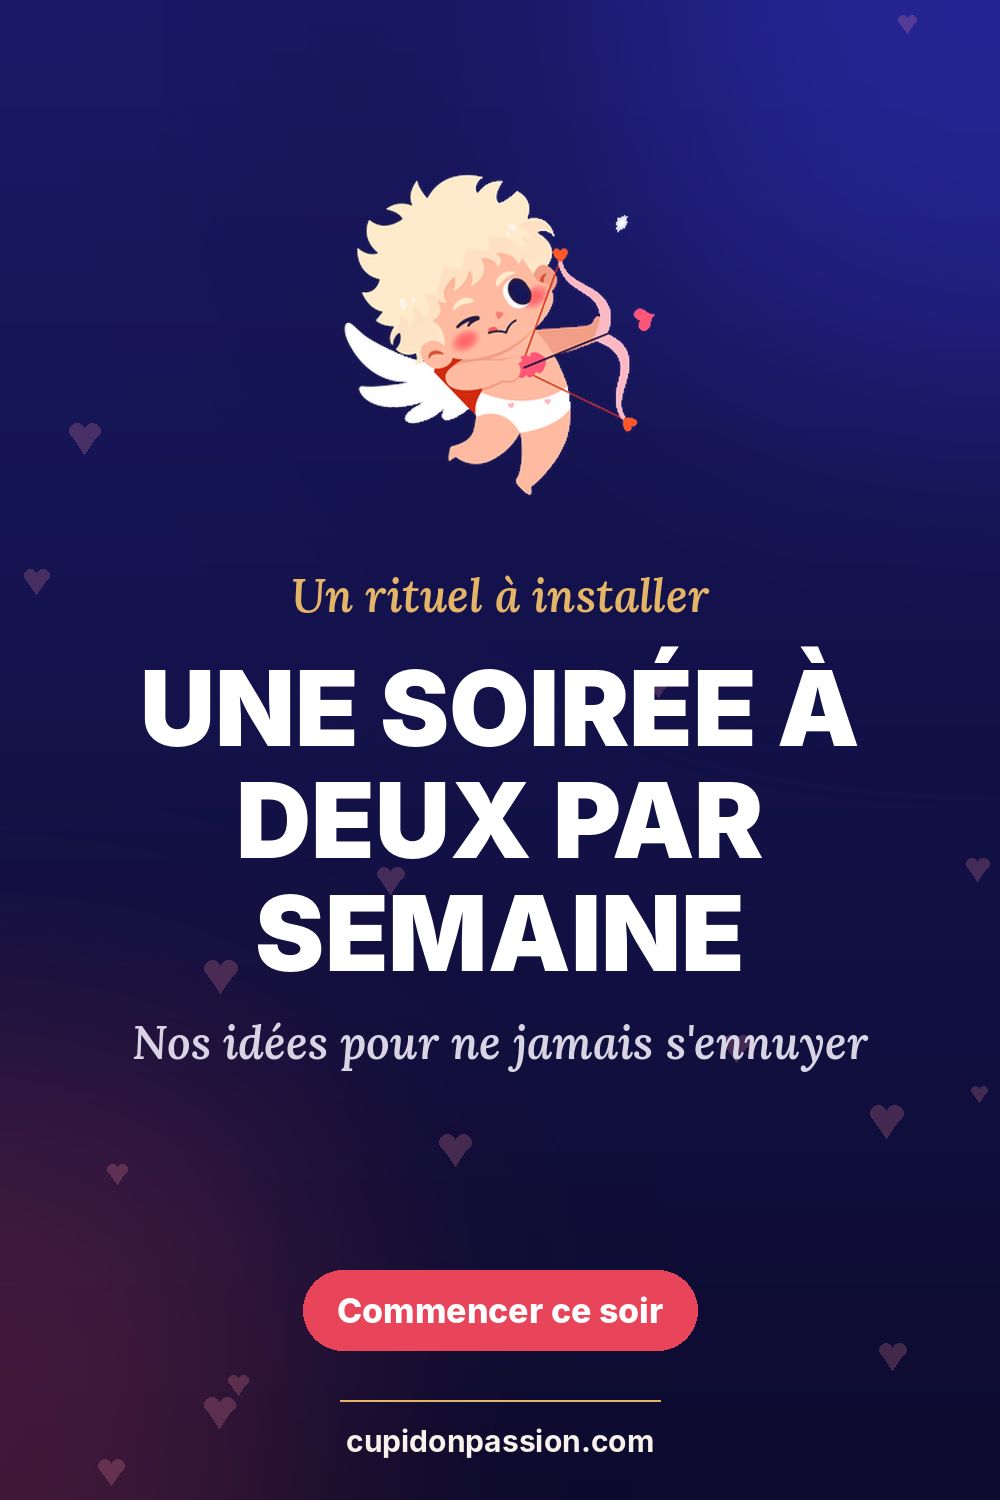 Un rituel à installer
UNE SOIRÉE À
DEUX PAR
SEMAINE
Nos idées pour ne jamais s'ennuyer
Commencer ce soir
cupidonpassion.com